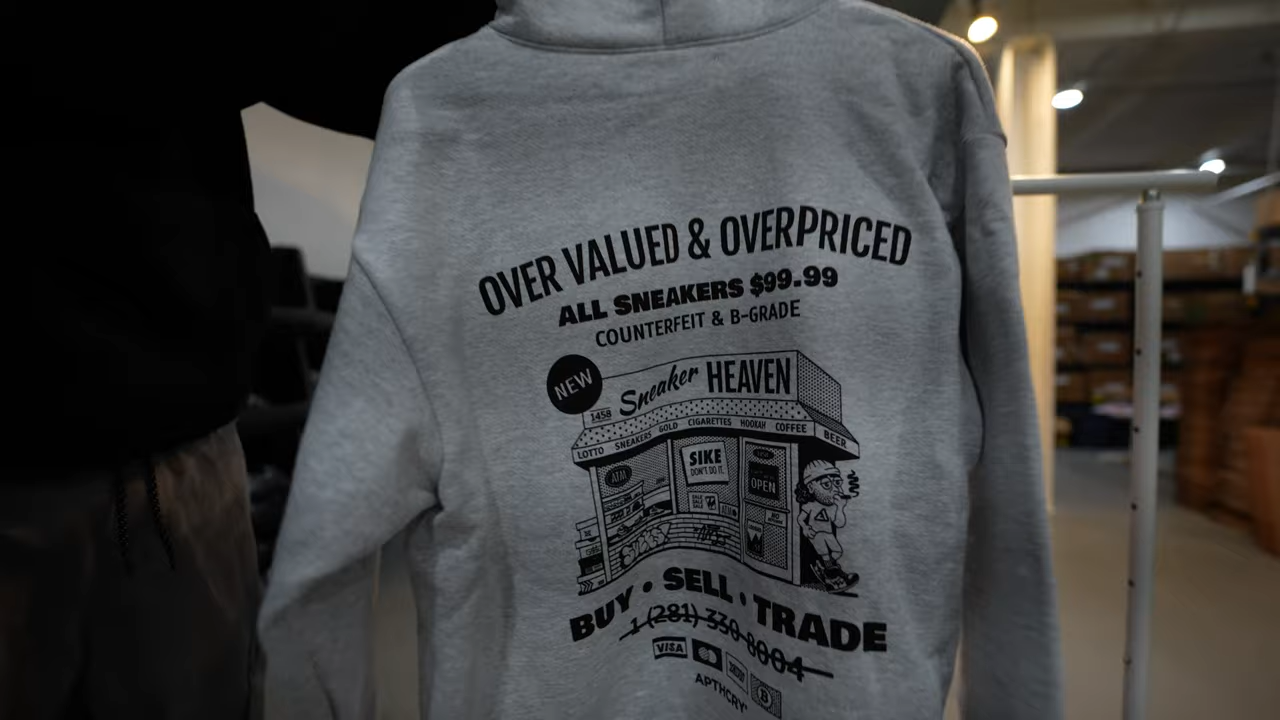 OVER VALUED & OVERPRICED
ALL SNEAKERS $99.99
COUNTERFEIT & B-GRADE
NEW
Sneaker HEAVEN
1458
LOTTO SNEAKERS GOLD CIGARETTES HOOKAH COFFEE BEER
ATM
SIKE
DON'T DO IT.
OPEN
BUY • SELL • TRADE
1 (281) 330-8004
VISA
APTHCRY